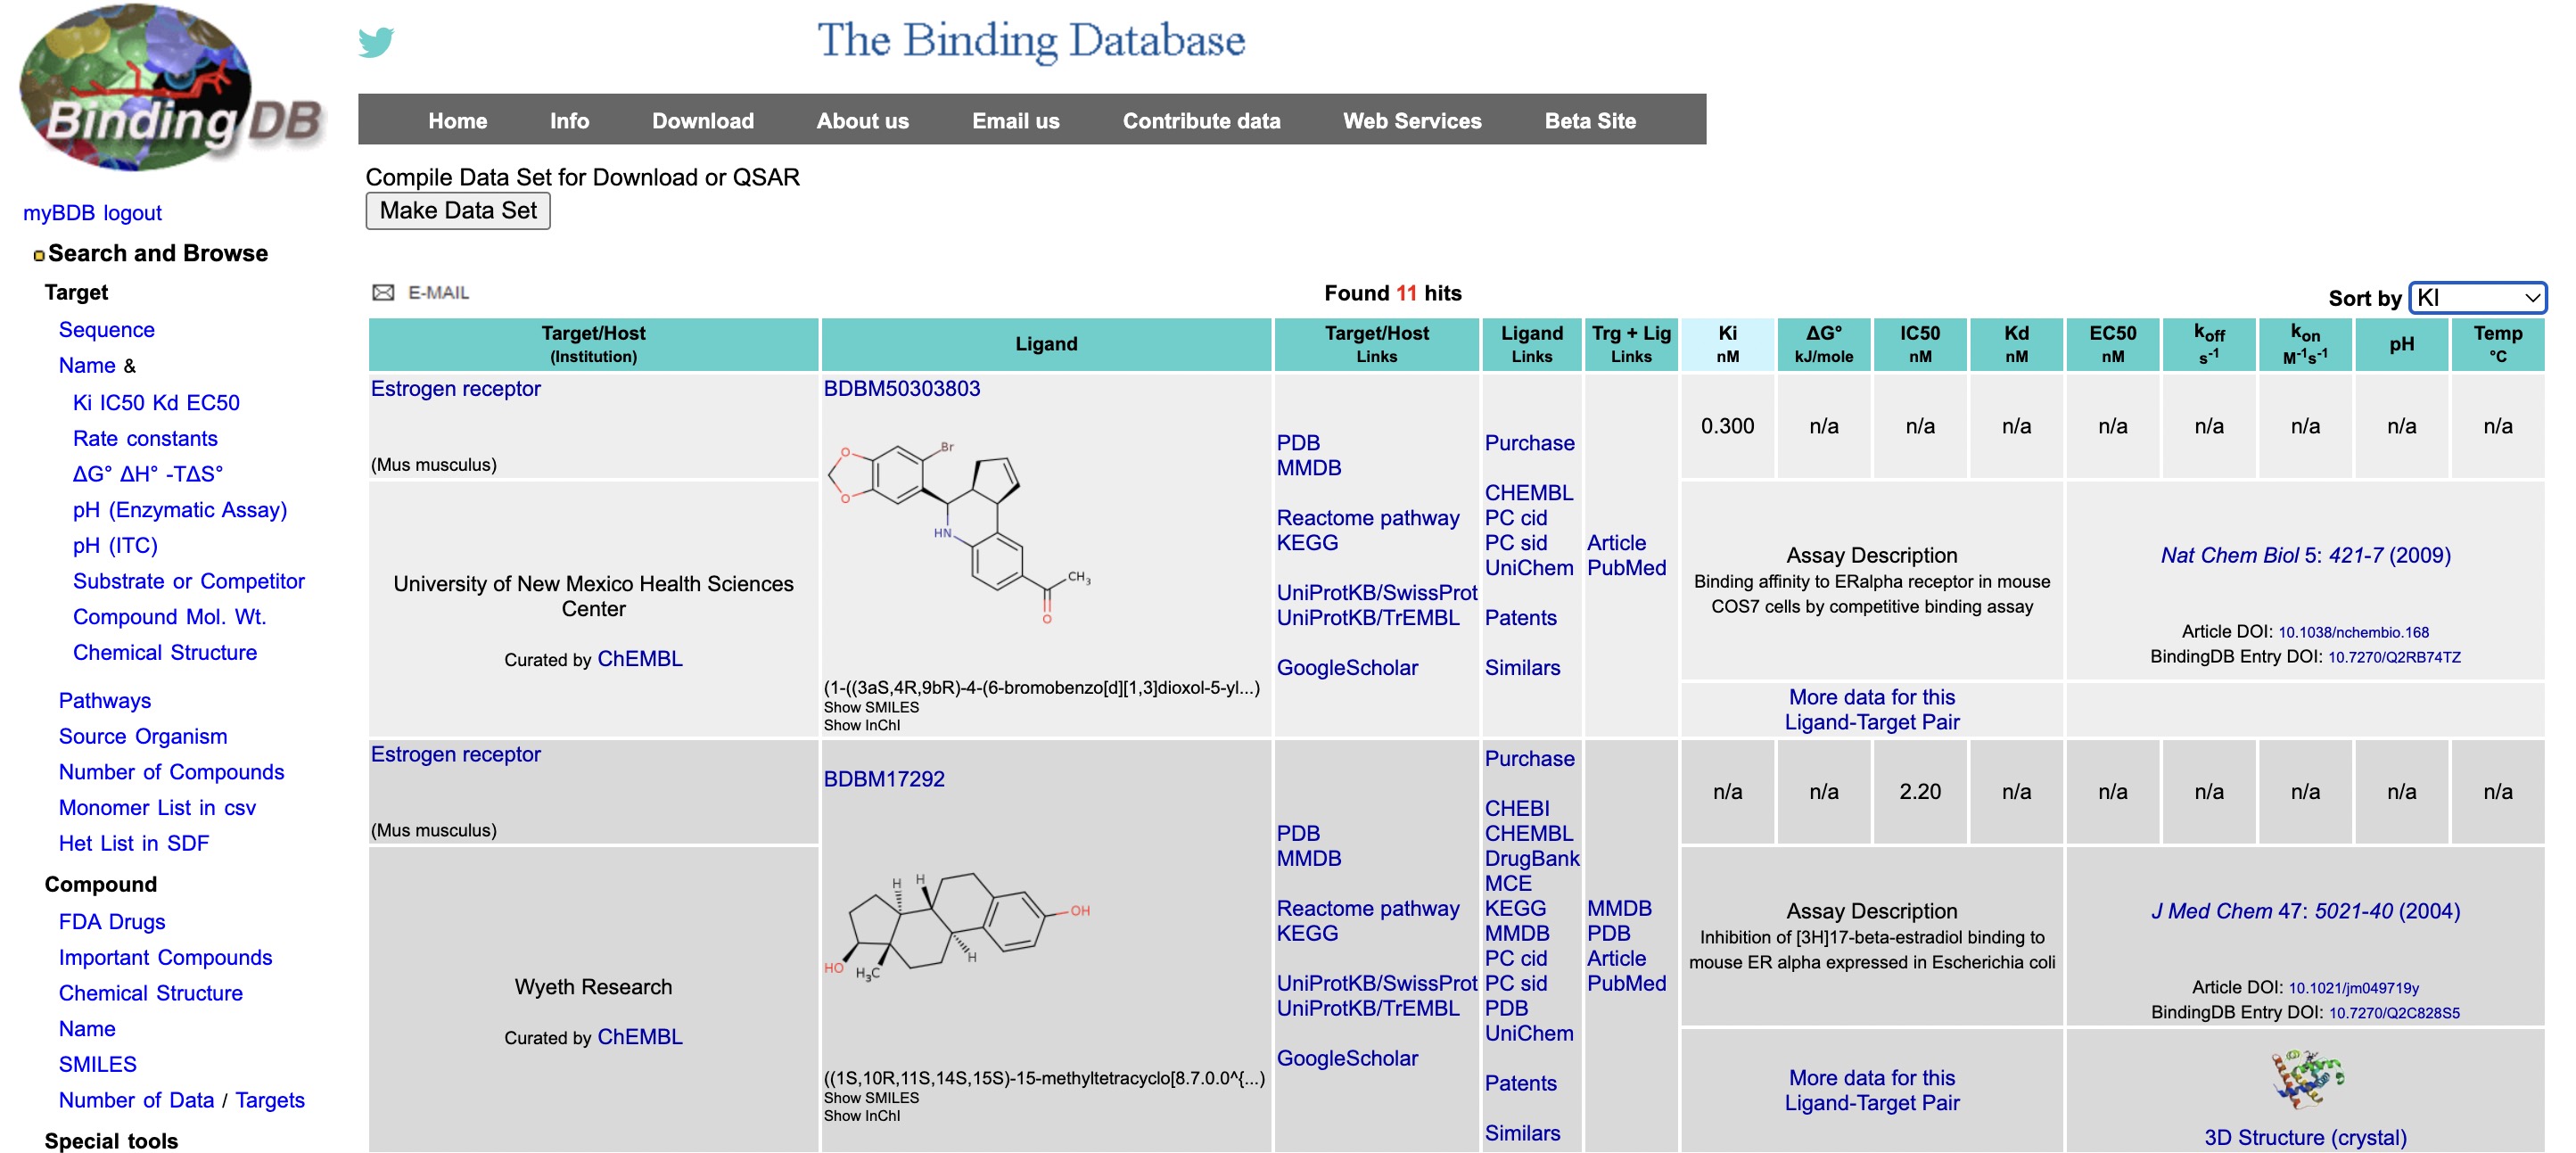 Binding DB
The Binding Database
Home Info Download About us Email us Contribute data Web Services Beta Site
Compile Data Set for Download or QSAR
Make Data Set
myBDB logout
Search and Browse
Target
Sequence
Name &
Ki IC50 Kd EC50
Rate constants
ΔG° ΔH° -TΔS°
pH (Enzymatic Assay)
pH (ITC)
Substrate or Competitor
Compound Mol. Wt.
Chemical Structure
Pathways
Source Organism
Number of Compounds
Monomer List in csv
Het List in SDF
Compound
FDA Drugs
Important Compounds
Chemical Structure
Name
SMILES
Number of Data / Targets
Special tools
E-MAIL
Found 11 hits
Sort by KI
Target/Host
(Institution)
Ligand
Target/Host
Links
Ligand
Links
Trg + Lig
Links
Ki
nM
ΔG°
kJ/mole
IC50
nM
Kd
nM
EC50
nM
koff
s-1
kon
M-1s-1
pH
Temp
°C
Estrogen receptor
(Mus musculus)
University of New Mexico Health Sciences
Center
Curated by ChEMBL
BDBM50303803
Br
O
O
HN
CH3
O
(1-((3aS,4R,9bR)-4-(6-bromobenzo[d][1,3]dioxol-5-yl...)
Show SMILES
Show InChI
PDB
MMDB
Reactome pathway
KEGG
UniProtKB/SwissProt
UniProtKB/TrEMBL
GoogleScholar
Purchase
CHEMBL
PC cid
PC sid
UniChem
Patents
Similars
Article
PubMed
0.300 n/a n/a n/a n/a n/a n/a n/a n/a
Assay Description
Binding affinity to ERalpha receptor in mouse
COS7 cells by competitive binding assay
Nat Chem Biol 5: 421-7 (2009)
Article DOI: 10.1038/nchembio.168
BindingDB Entry DOI: 10.7270/Q2RB74TZ
More data for this
Ligand-Target Pair
Estrogen receptor
(Mus musculus)
Wyeth Research
Curated by ChEMBL
BDBM17292
H
H
OH
H
HO
H3C
((1S,10R,11S,14S,15S)-15-methyltetracyclo[8.7.0.0^{...)
Show SMILES
Show InChI
PDB
MMDB
Reactome pathway
KEGG
UniProtKB/SwissProt
UniProtKB/TrEMBL
GoogleScholar
Purchase
CHEBI
CHEMBL
DrugBank
MCE
KEGG
MMDB
PC cid
PC sid
PDB
UniChem
Patents
Similars
MMDB
PDB
Article
PubMed
n/a n/a 2.20 n/a n/a n/a n/a n/a n/a
Assay Description
Inhibition of [3H]17-beta-estradiol binding to
mouse ER alpha expressed in Escherichia coli
J Med Chem 47: 5021-40 (2004)
Article DOI: 10.1021/jm049719y
BindingDB Entry DOI: 10.7270/Q2C828S5
More data for this
Ligand-Target Pair
3D Structure (crystal)